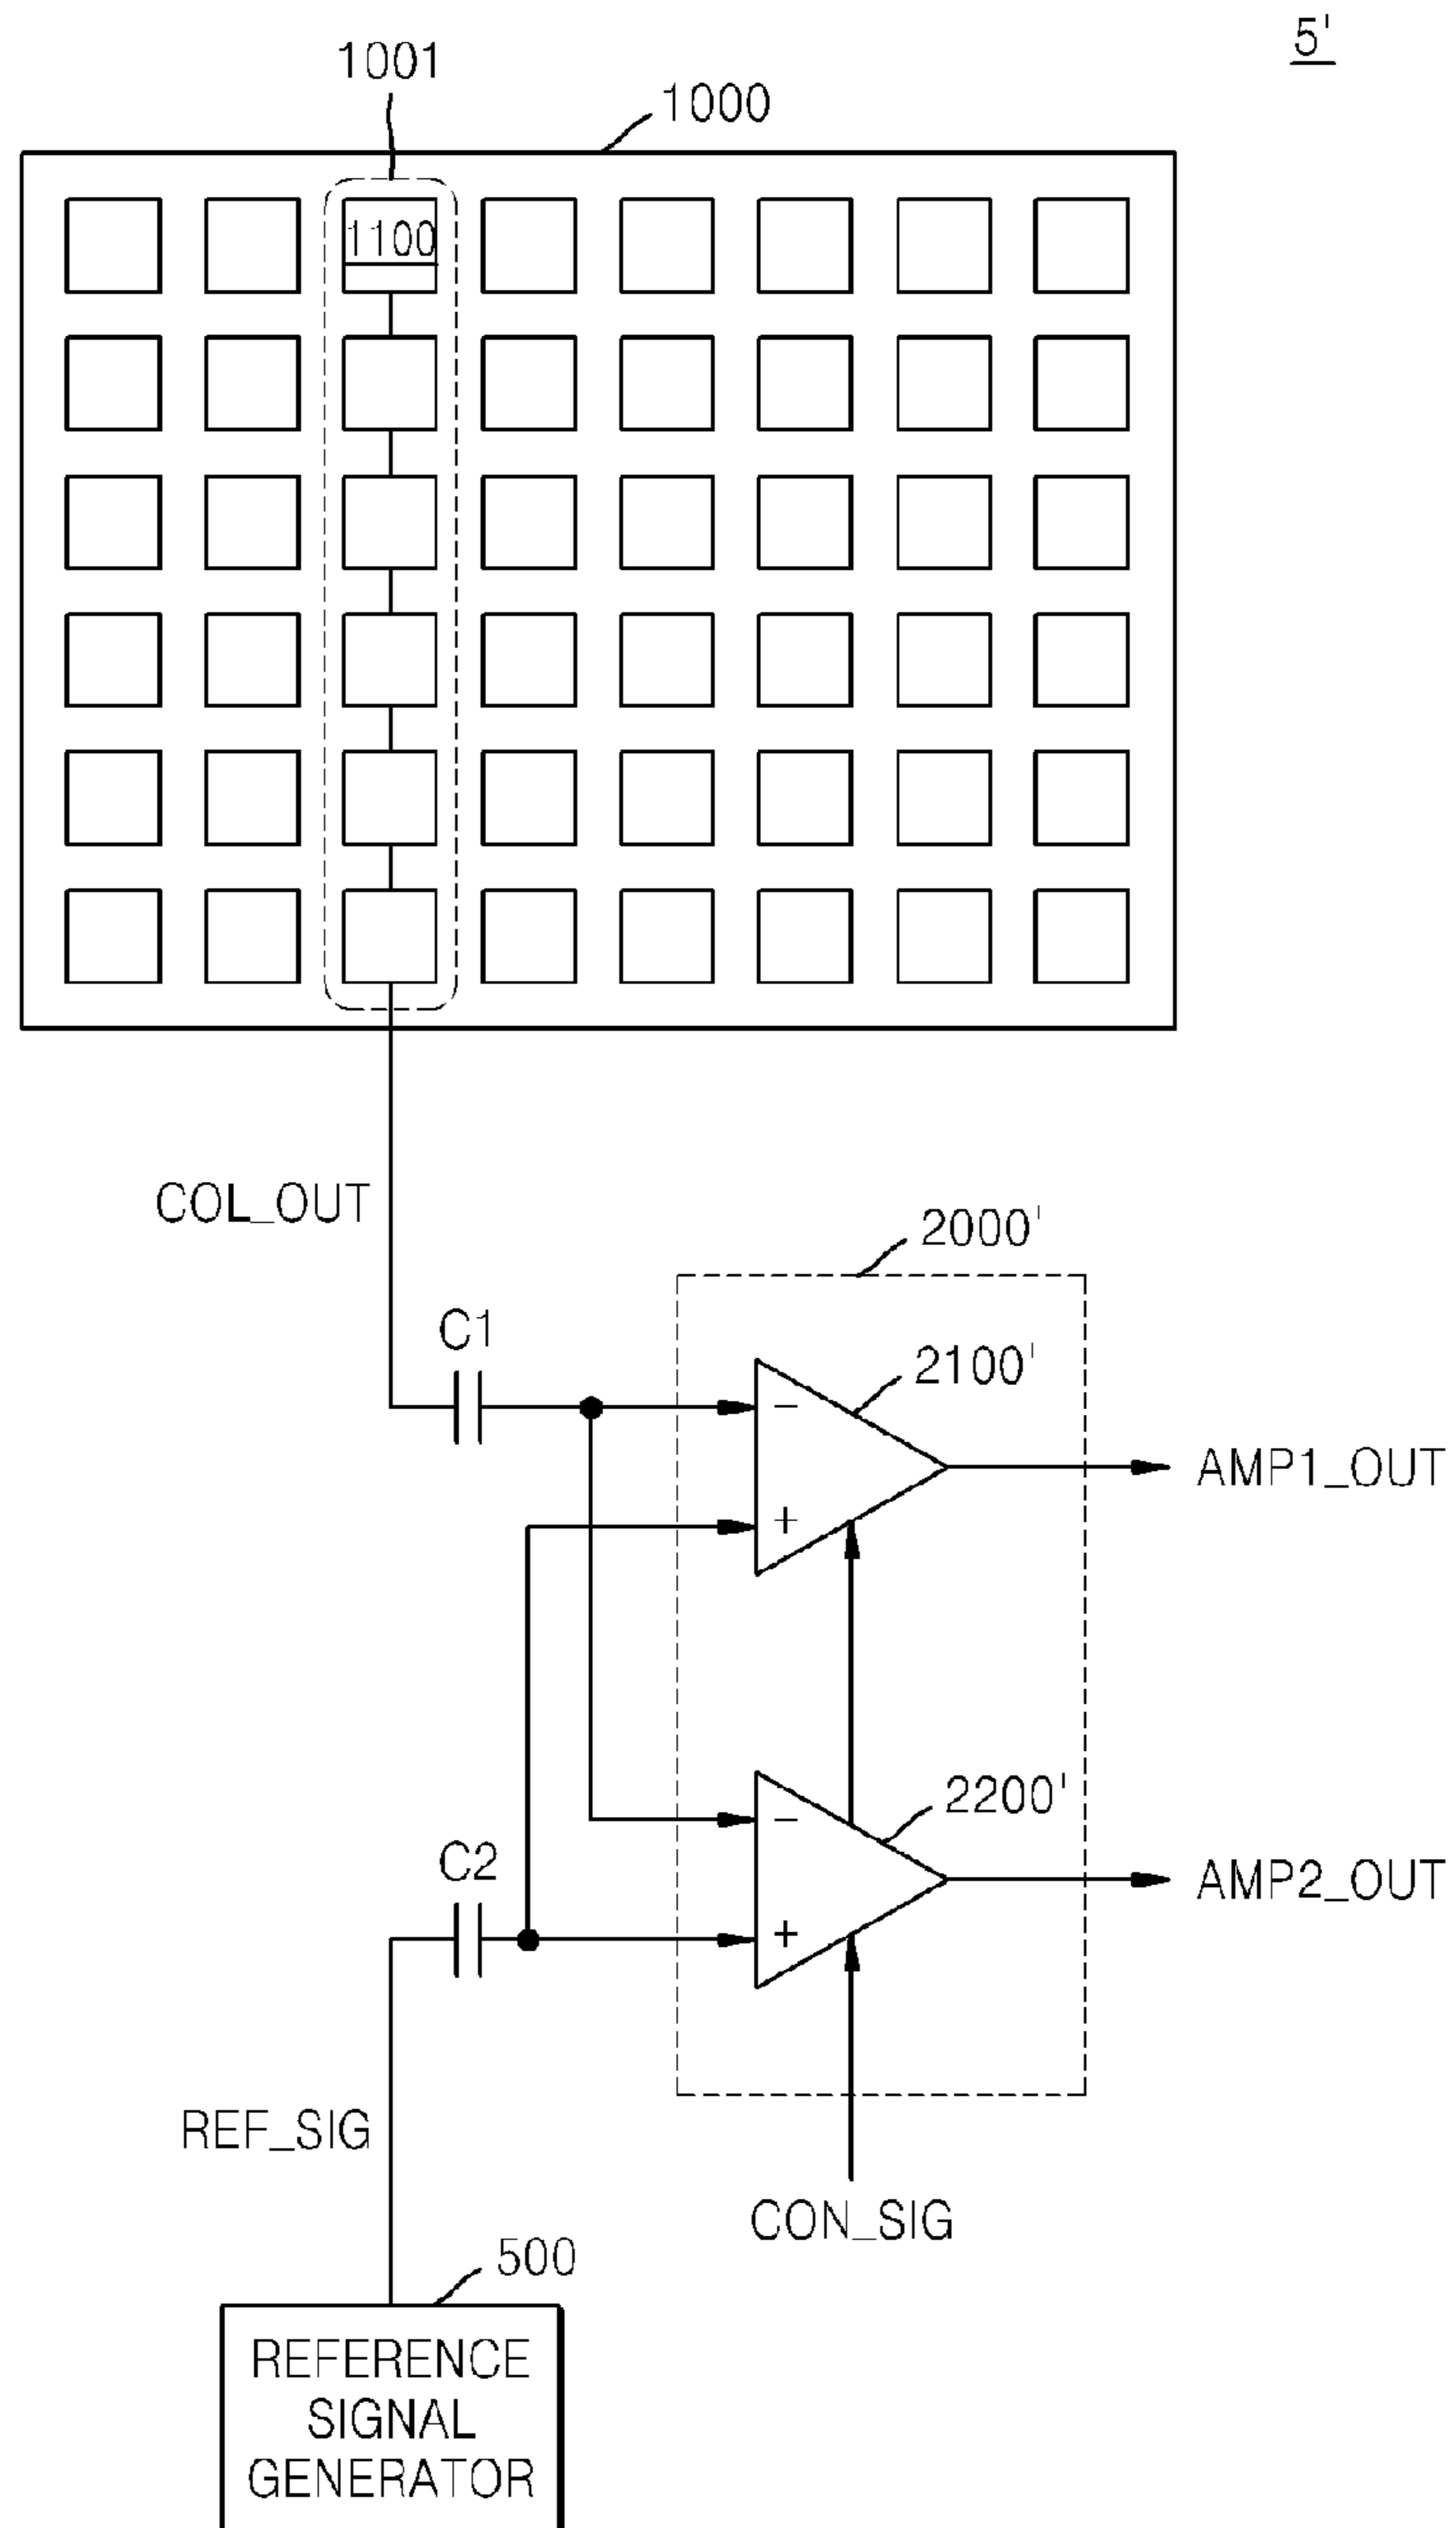 5'
1001
1000
1100
COL_OUT
2000'
C1
2100'
−
+
AMP1_OUT
2200'
C2
−
+
AMP2_OUT
REF_SIG
CON_SIG
500
REFERENCE
SIGNAL
GENERATOR